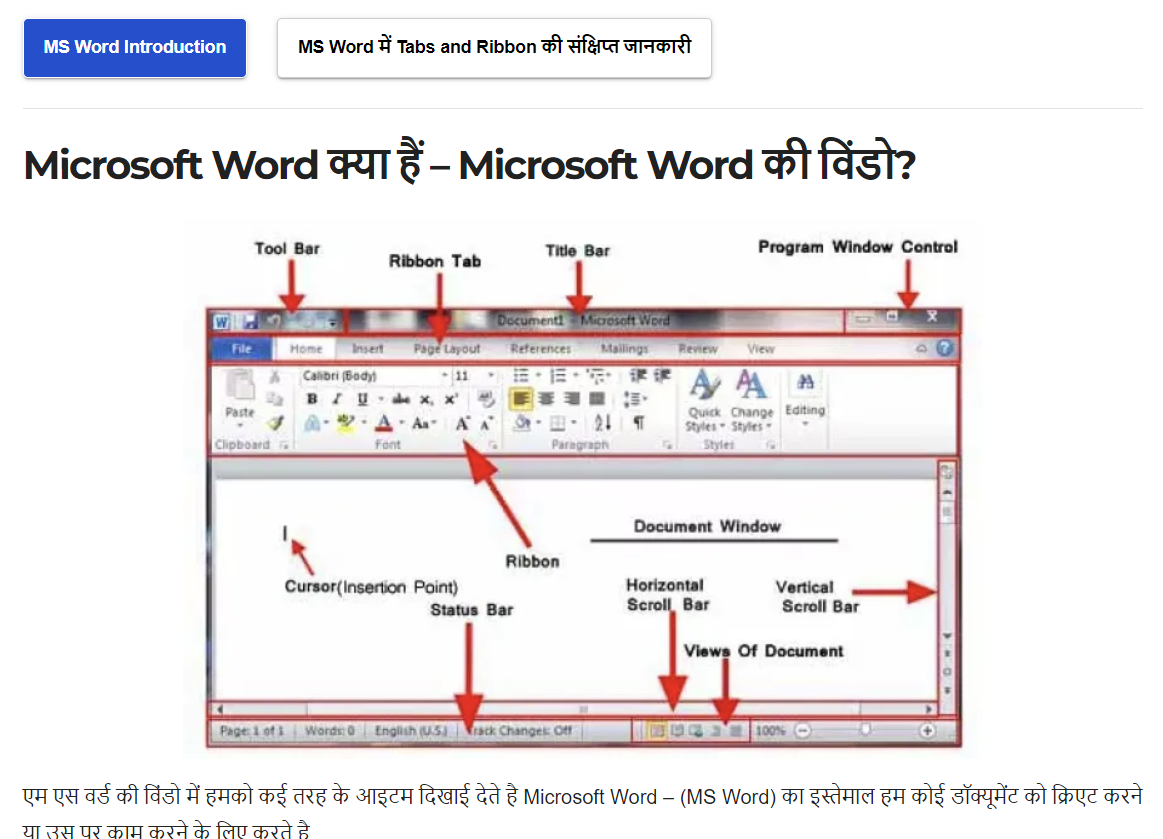 MS Word Introduction
MS Word में Tabs and Ribbon की संक्षिप्त जानकारी
Microsoft Word क्या हैं – Microsoft Word की विंडो?
Tool Bar
Ribbon Tab
Title Bar
Program Window Control
Document1 - Microsoft Word
File Home Insert Page Layout References Mailings Review View
Calibri (Body) 11
B I U abc x, x²
Paste
Aa A A
Quick Styles
Change Styles
Editing
Clipboard Font Paragraph Styles
Document Window
Ribbon
Cursor(Insertion Point)
Status Bar
Horizontal
Scroll Bar
Vertical
Scroll Bar
Views Of Document
Page: 1 of 1 Words: 0 English (U.S.) Track Changes: Off 100%
एम एस वर्ड की विंडो में हमको कई तरह के आइटम दिखाई देते है Microsoft Word – (MS Word) का इस्तेमाल हम कोई डॉक्यूमेंट को क्रिएट करने
या उस पर काम करने के लिए करते है